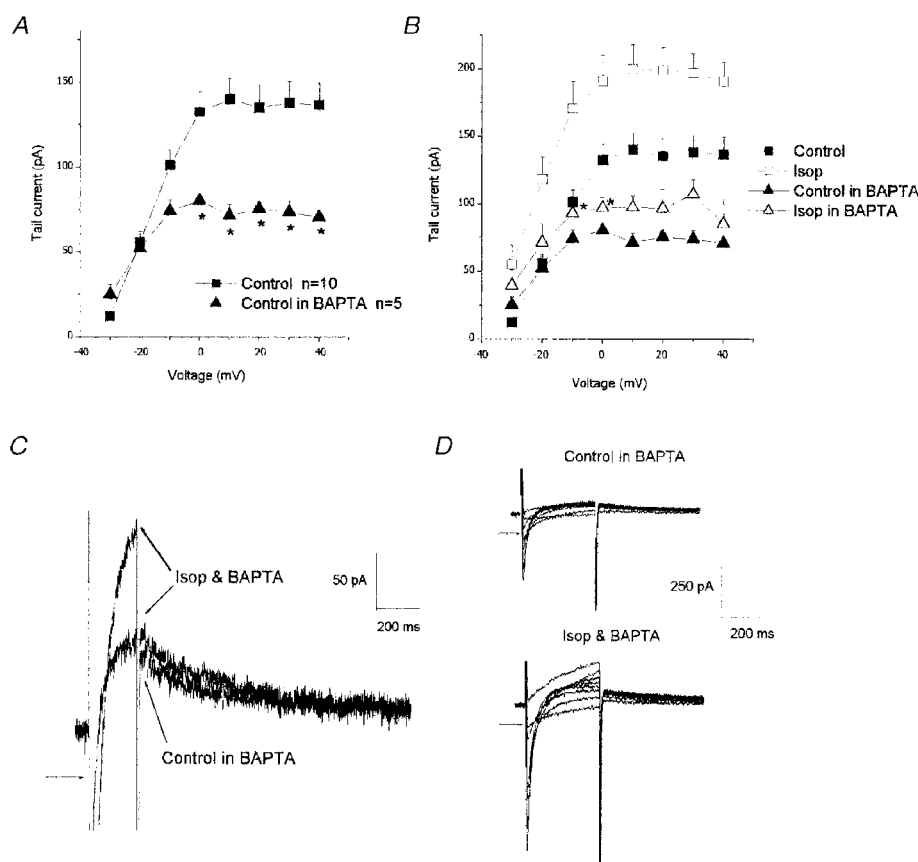 A
150
100
50
0
Tail current (pA)
-40
-20
0
20
40
Voltage (mV)
*
*
*
*
*
Control n=10
Control in BAPTA n=5
B
200
150
100
50
0
Tail current (pA)
-40
-20
0
20
40
Voltage (mV)
*
*
Control
Isop
Control in BAPTA
Isop in BAPTA
C
Isop & BAPTA
Control in BAPTA
50 pA
200 ms
D
Control in BAPTA
Isop & BAPTA
250 pA
200 ms